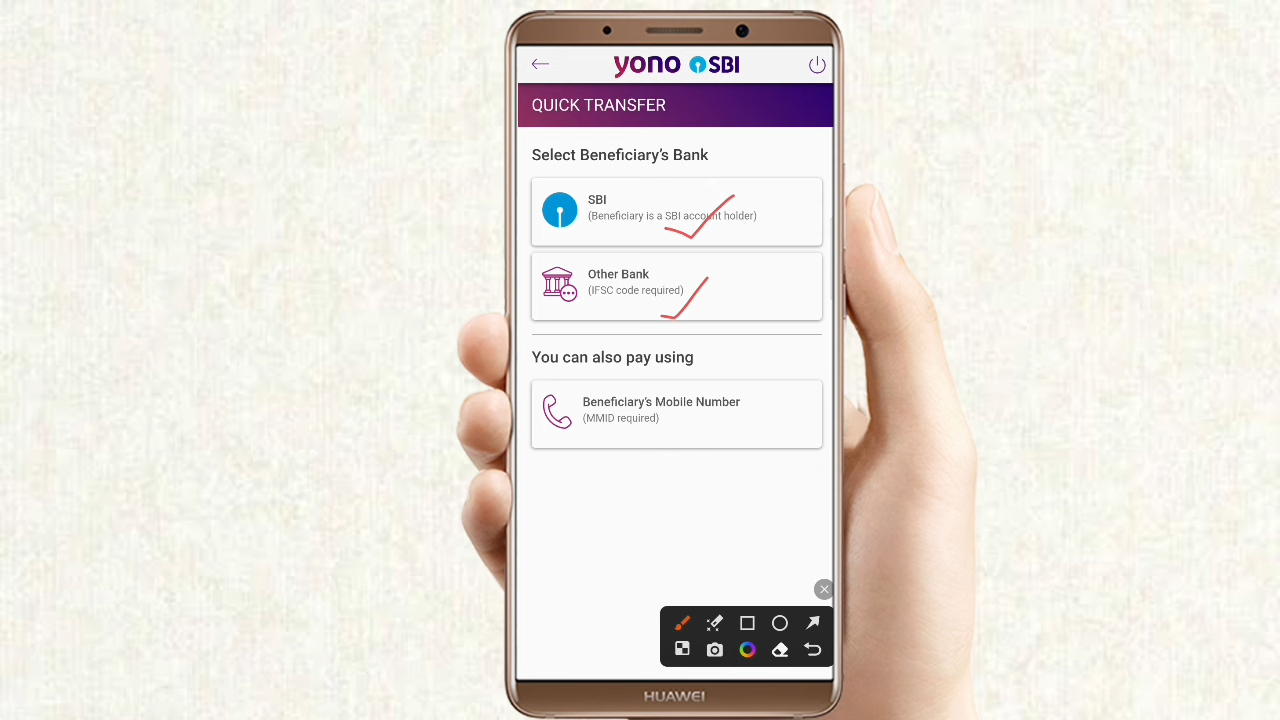 yono SBI
QUICK TRANSFER
Select Beneficiary's Bank
SBI
(Beneficiary is a SBI account holder)
Other Bank
(IFSC code required)
You can also pay using
Beneficiary's Mobile Number
(MMID required)
HUAWEI